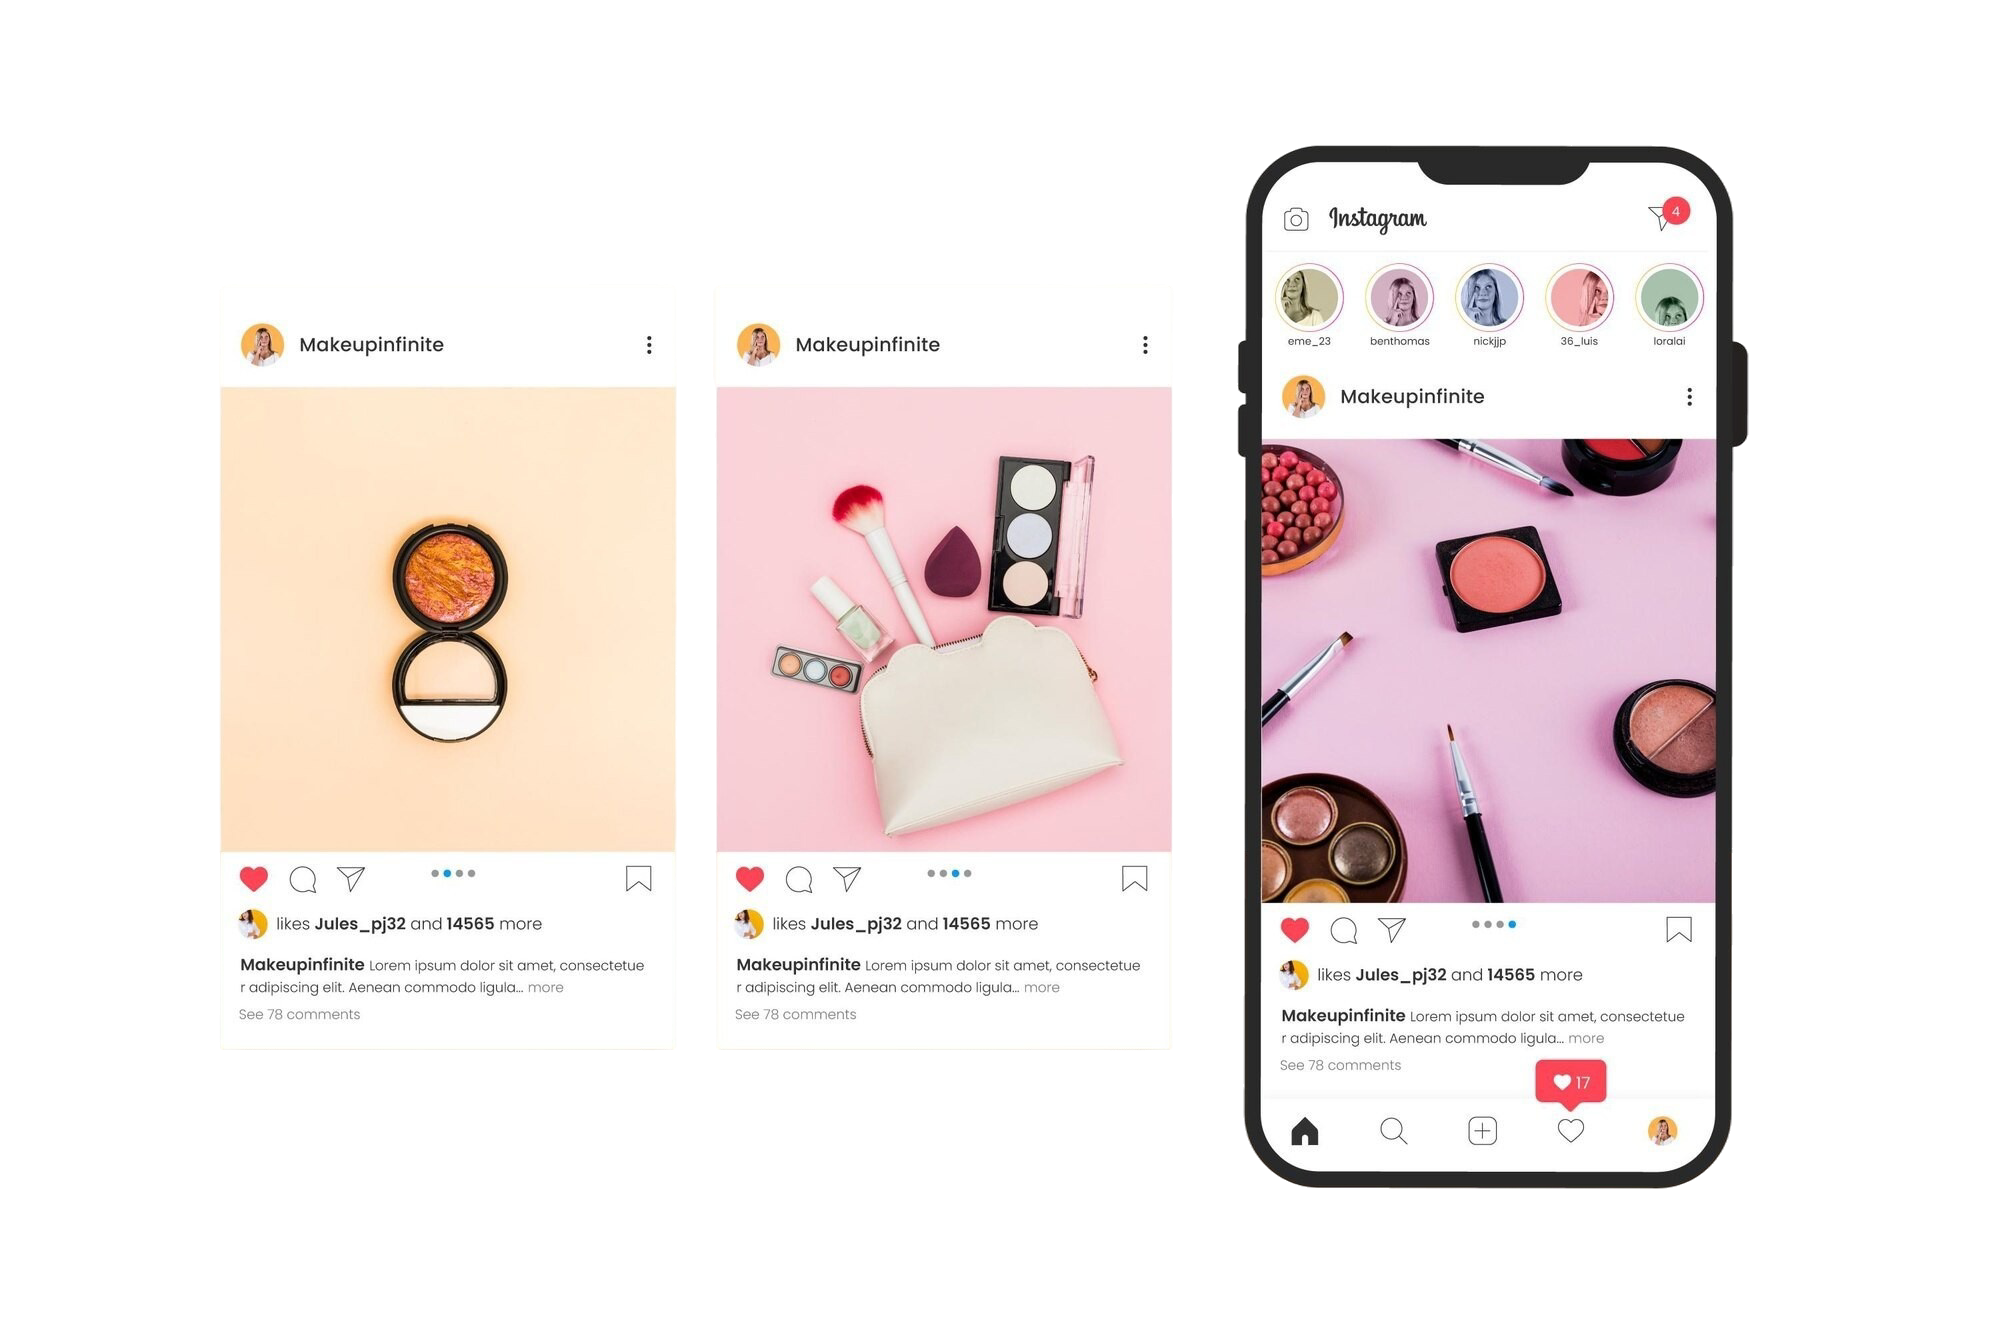 Makeupinfinite
likes Jules_pj32 and 14565 more
Makeupinfinite Lorem ipsum dolor sit amet, consectetue
r adipiscing elit. Aenean commodo ligula... more
See 78 comments
Makeupinfinite
likes Jules_pj32 and 14565 more
Makeupinfinite Lorem ipsum dolor sit amet, consectetue
r adipiscing elit. Aenean commodo ligula... more
See 78 comments
Instagram
4
eme_23
benthomas
nickjjp
36_luis
loralai
Makeupinfinite
likes Jules_pj32 and 14565 more
Makeupinfinite Lorem ipsum dolor sit amet, consectetue
r adipiscing elit. Aenean commodo ligula... more
See 78 comments
17